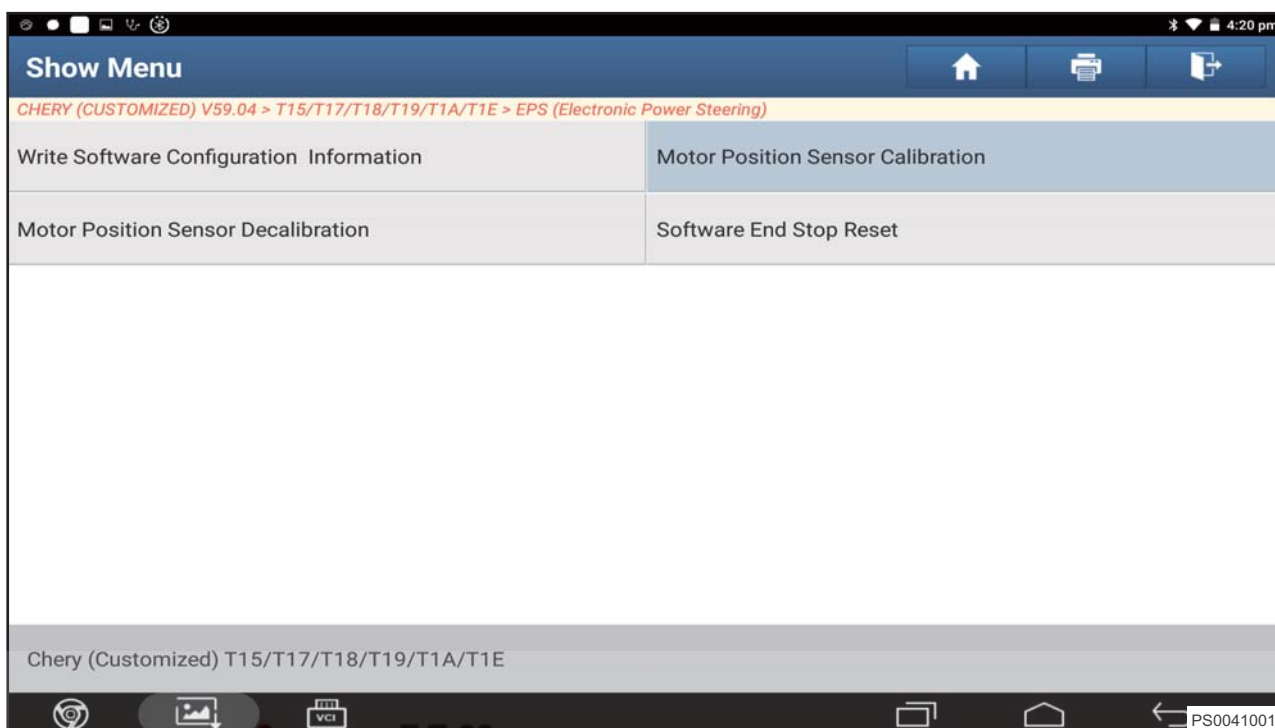 4:20 pm
Show Menu
CHERY (CUSTOMIZED) V59.04 > T15/T17/T18/T19/T1A/T1E > EPS (Electronic Power Steering)
Write Software Configuration  Information
Motor Position Sensor Calibration
Motor Position Sensor Decalibration
Software End Stop Reset
Chery (Customized) T15/T17/T18/T19/T1A/T1E
VCI
PS0041001